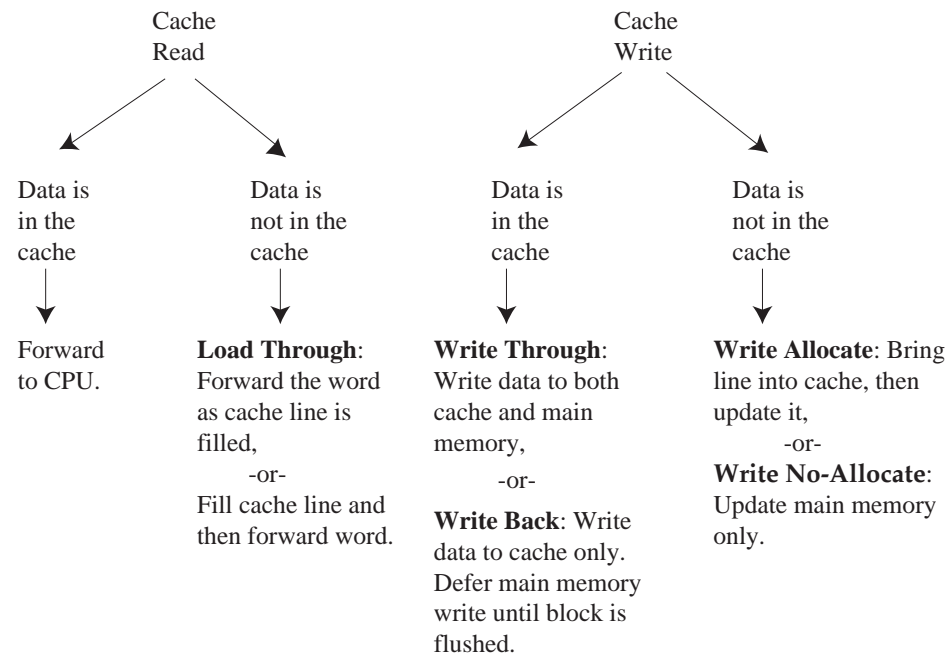 Cache
Read
Cache
Write
Data is
in the
cache
Data is
not in the
cache
Data is
in the
cache
Data is
not in the
cache
Forward
to CPU.
Load Through:
Forward the word
as cache line is
filled,
-or-
Fill cache line and
then forward word.
Write Through:
Write data to both
cache and main
memory,
-or-
Write Back: Write
data to cache only.
Defer main memory
write until block is
flushed.
Write Allocate: Bring
line into cache, then
update it,
-or-
Write No-Allocate:
Update main memory
only.